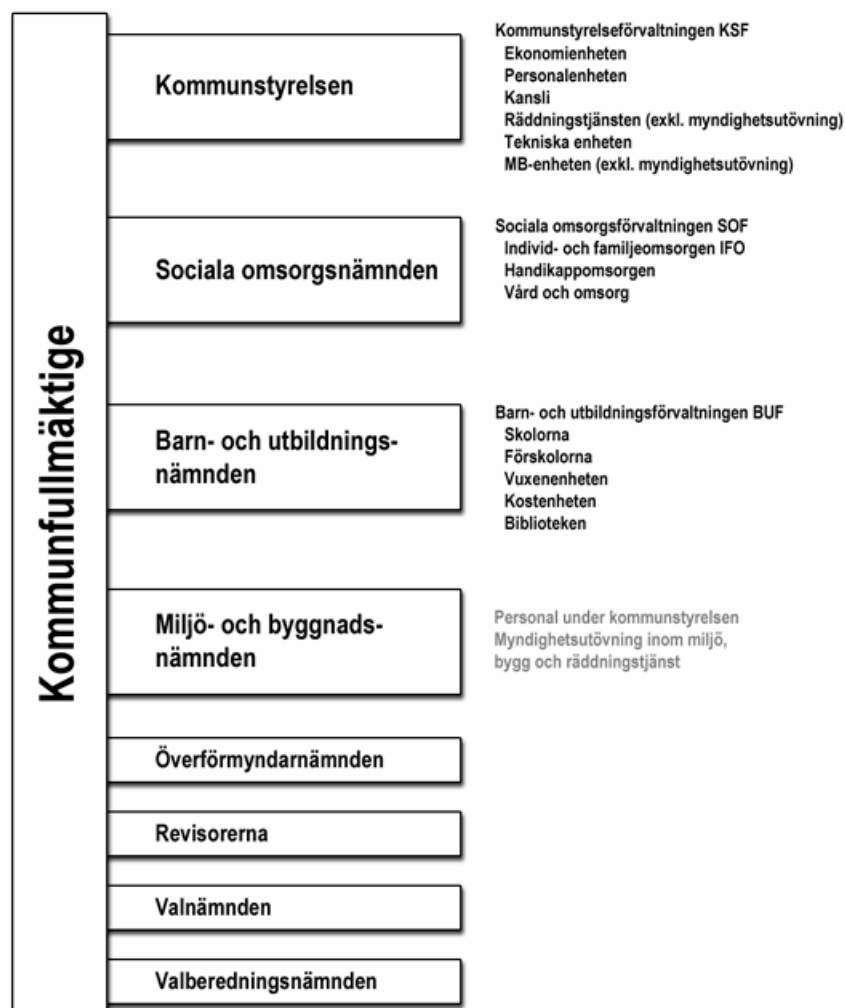 Kommunfullmäktige
Kommunstyrelsen
Kommunstyrelseförvaltningen KSF
Ekonomienheten
Personalenheten
Kansli
Räddningstjänsten (exkl. myndighetsutövning)
Tekniska enheten
MB-enheten (exkl. myndighetsutövning)
Sociala omsorgsnämnden
Sociala omsorgsförvaltningen SOF
Individ- och familjeomsorgen IFO
Handikappomsorgen
Vård och omsorg
Barn- och utbildnings-
nämnden
Barn- och utbildningsförvaltningen BUF
Skolorna
Förskolorna
Vuxenenheten
Kostenheten
Biblioteken
Miljö- och byggnads-
nämnden
Personal under kommunstyrelsen
Myndighetsutövning inom miljö,
bygg och räddningstjänst
Överförmyndarnämnden
Revisorerna
Valnämnden
Valberedningsnämnden